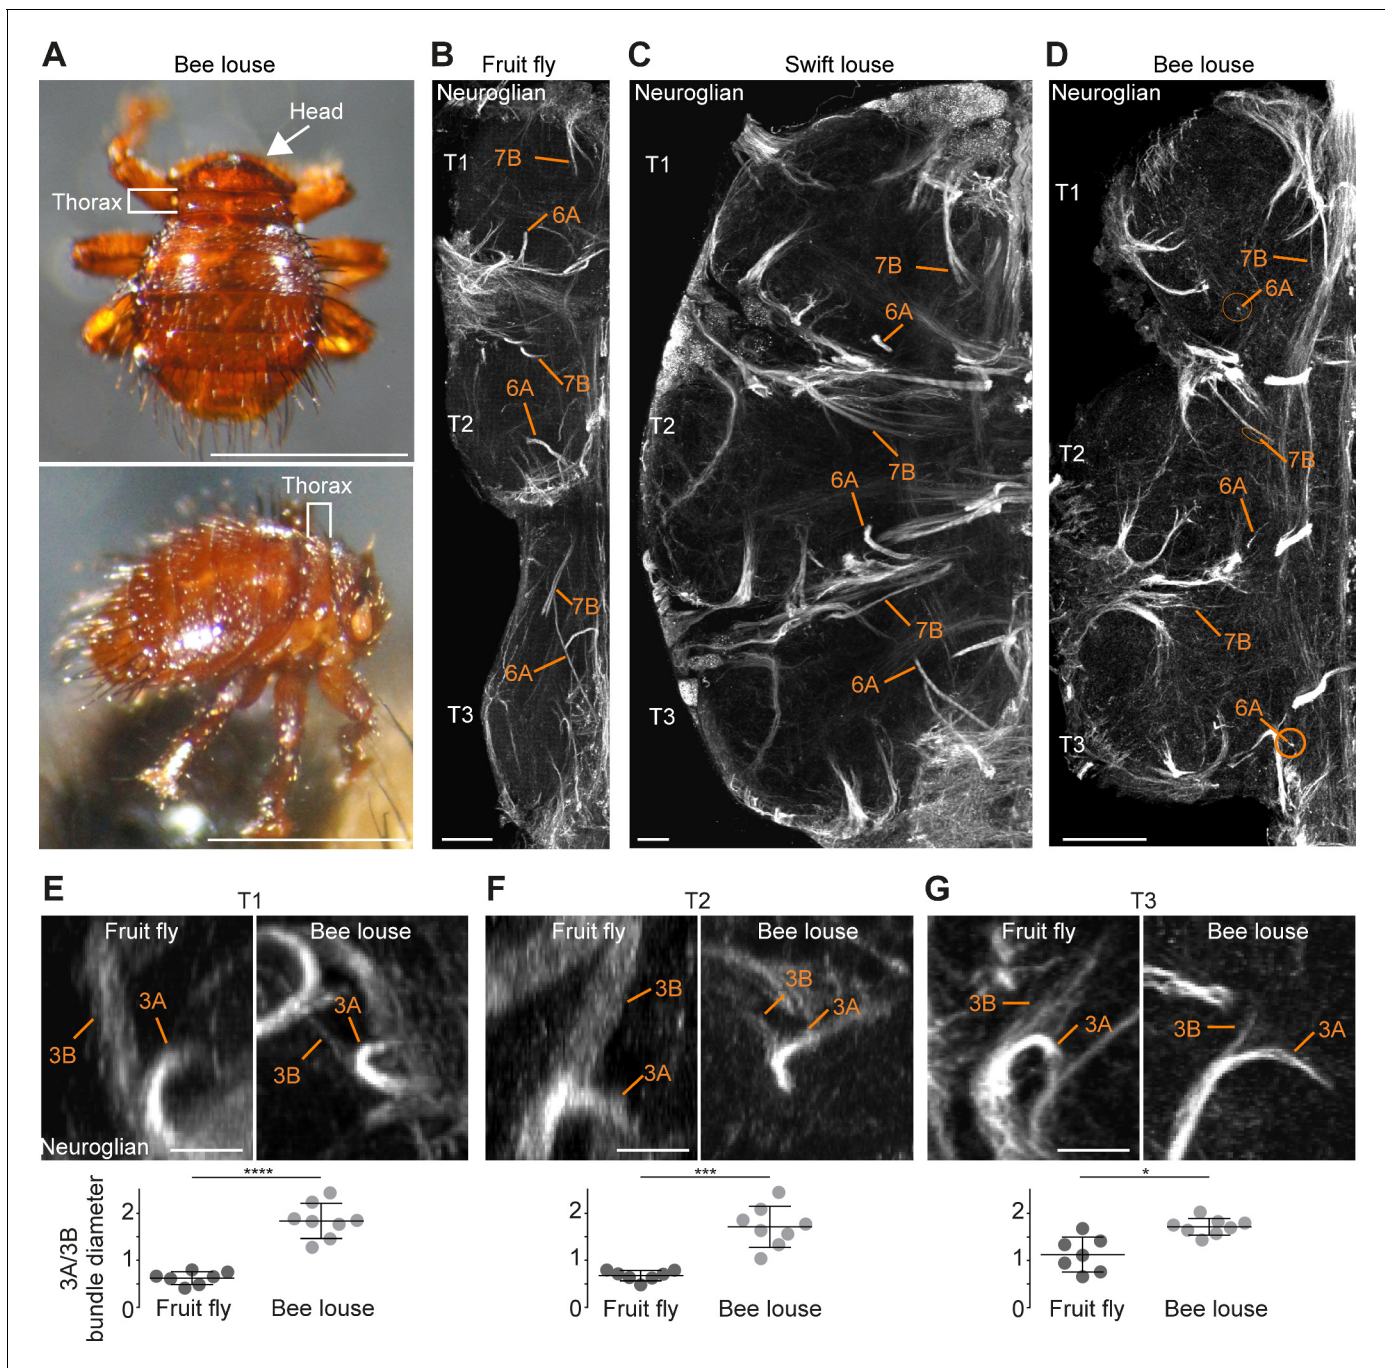 A
Bee louse
Head
Thorax
Thorax
B
Fruit fly
Neuroglian
T1
7B
6A
7B
6A
T2
7B
6A
T3
C
Swift louse
Neuroglian
T1
7B
6A
T2
7B
6A
7B
6A
T3
D
Bee louse
Neuroglian
T1
7B
6A
T2
7B
6A
7B
6A
T3
E
T1
Fruit fly
Bee louse
3A
3B
3A
3B
Neuroglian
****
3A/3B
bundle diameter
2
1
0
Fruit fly
Bee louse
F
T2
Fruit fly
Bee louse
3B
3A
3B
3A
***
2
1
0
Fruit fly
Bee louse
G
T3
Fruit fly
Bee louse
3B
3A
3B
3A
*
2
1
0
Fruit fly
Bee louse